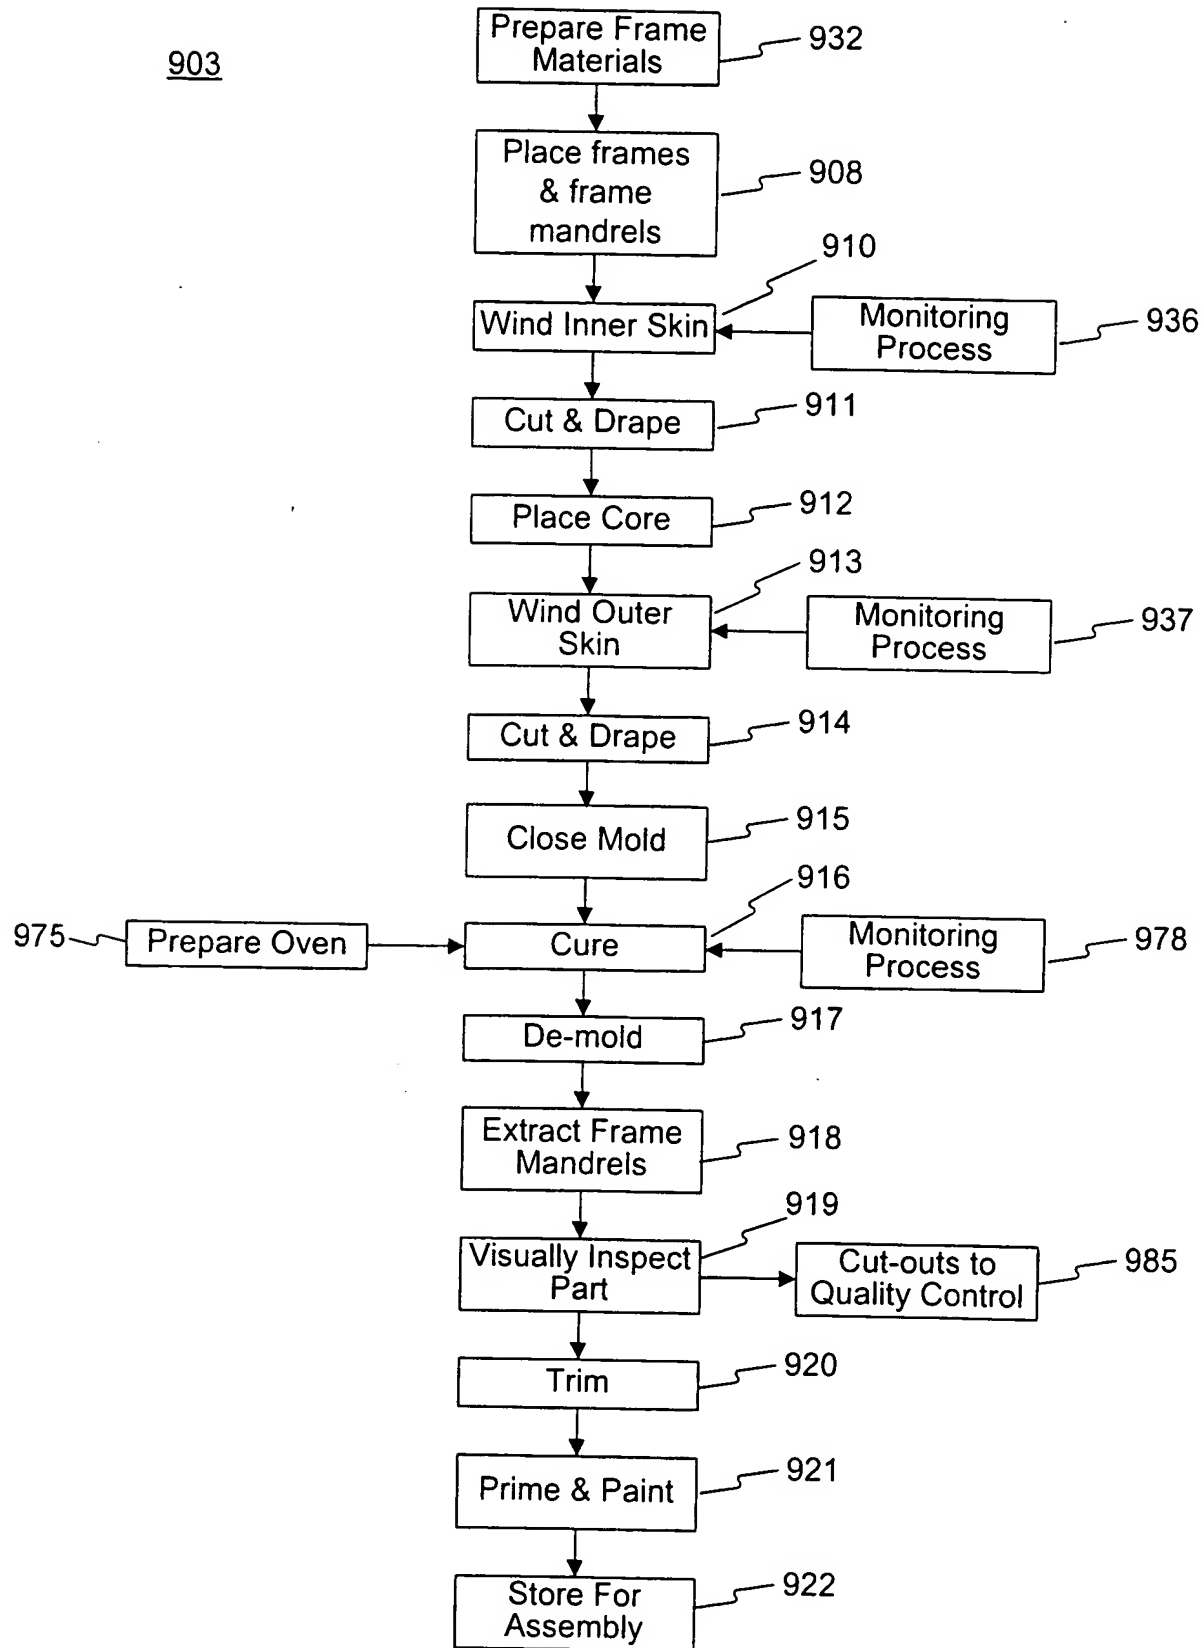 903
Prepare Frame
Materials
932
Place frames
& frame
mandrels
908
910
Wind Inner Skin
Monitoring
Process
936
Cut & Drape
911
Place Core
912
913
Wind Outer
Skin
Monitoring
Process
937
Cut & Drape
914
Close Mold
915
916
975
Prepare Oven
Cure
Monitoring
Process
978
De-mold
917
Extract Frame
Mandrels
918
919
Visually Inspect
Part
Cut-outs to
Quality Control
985
Trim
920
Prime & Paint
921
Store For
Assembly
922